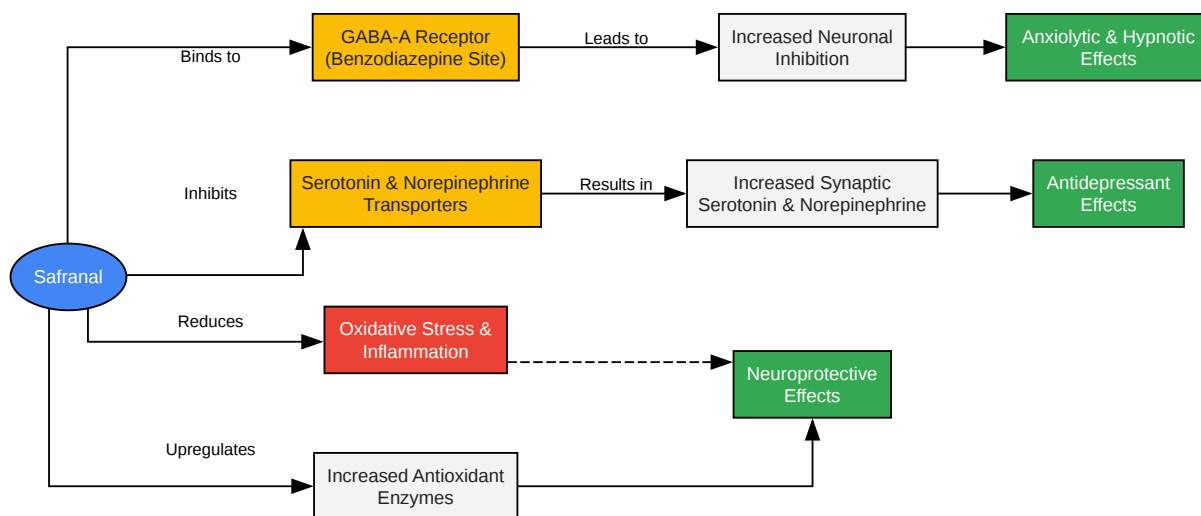 Binds to
GABA-A Receptor
(Benzodiazepine Site)
Leads to
Increased Neuronal
Inhibition
Anxiolytic & Hypnotic
Effects
Inhibits
Serotonin & Norepinephrine
Transporters
Results in
Increased Synaptic
Serotonin & Norepinephrine
Antidepressant
Effects
Safranal
Reduces
Oxidative Stress &
Inflammation
Neuroprotective
Effects
Upregulates
Increased Antioxidant
Enzymes